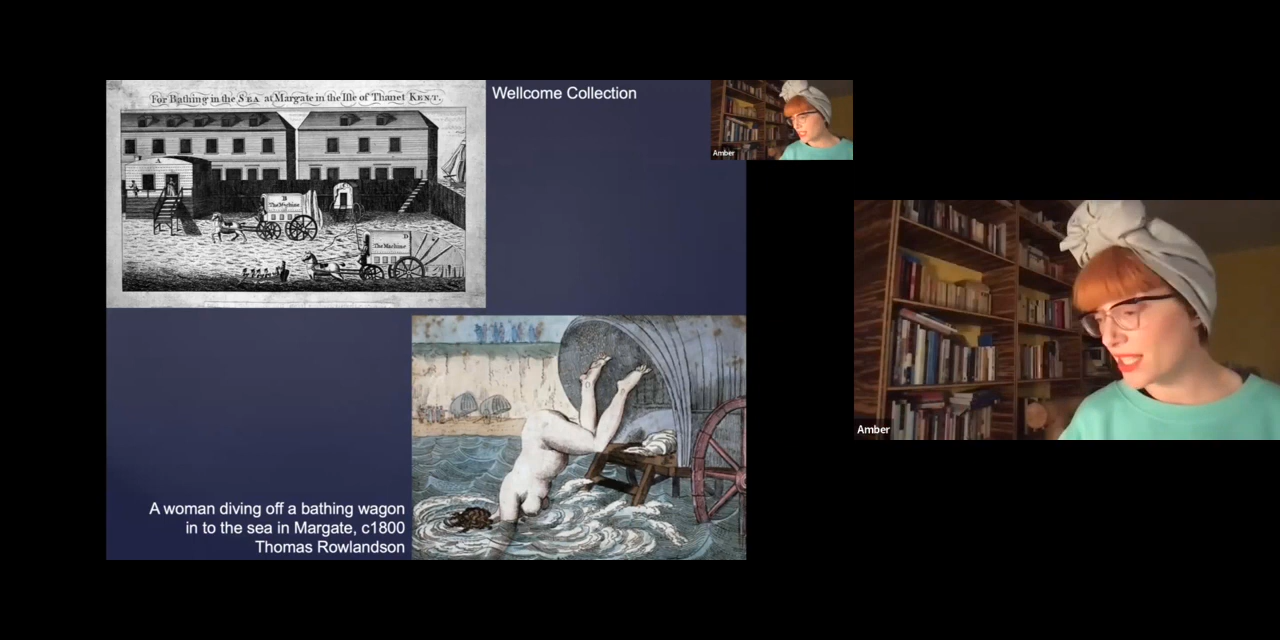 For Bathing in the SEA at Margate in the Isle of Thanet KENT.
Wellcome Collection
Amber
A
B
The Machine
D
The Machine
Amber
A woman diving off a bathing wagon
in to the sea in Margate, c1800
Thomas Rowlandson